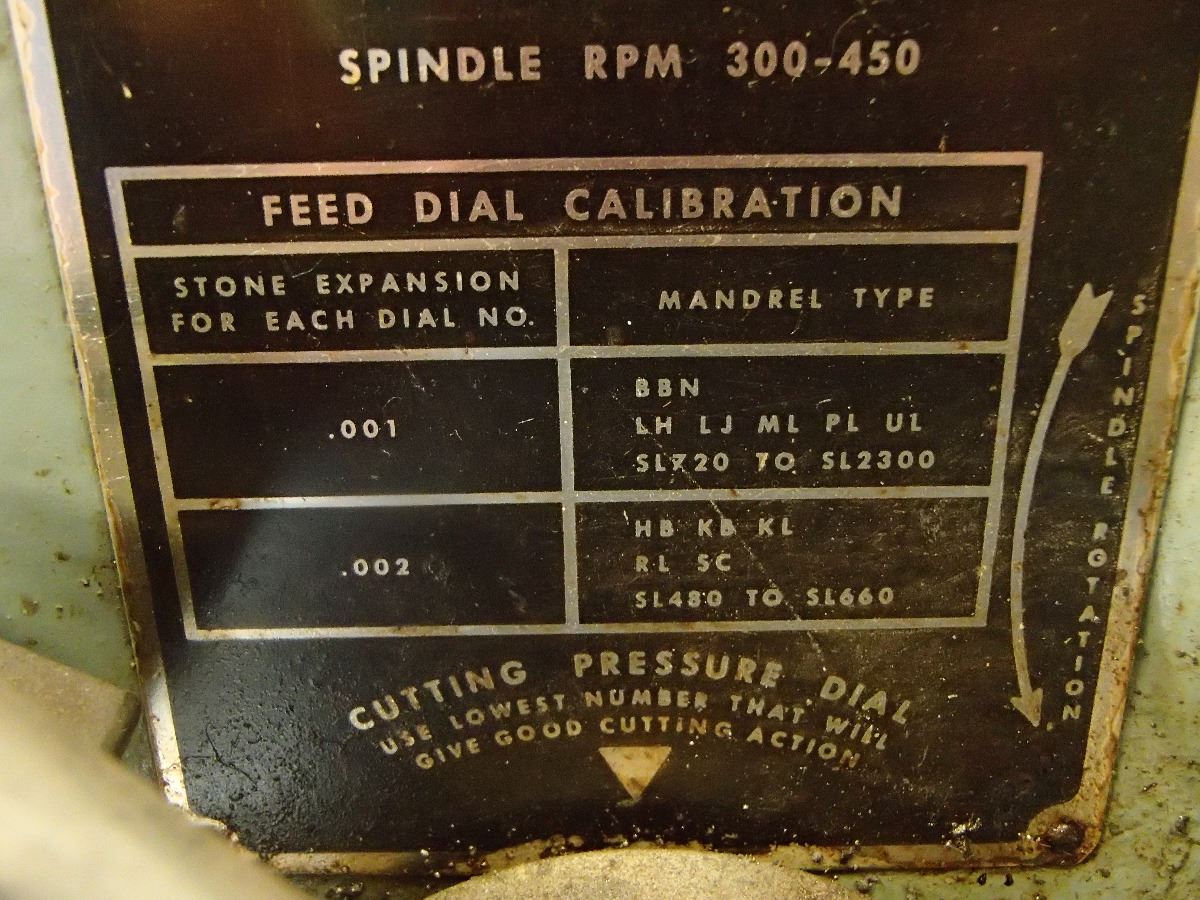 SPINDLE RPM 300-450
FEED DIAL CALIBRATION
STONE EXPANSION
FOR EACH DIAL NO.
MANDREL TYPE
.001
BBN
LH LJ ML PL UL
SL720 TO SL2300
.002
HB KB KL
RL SC
SL480 TO SL660
SPINDLE ROTATION
CUTTING PRESSURE DIAL
USE LOWEST NUMBER THAT WILL
GIVE GOOD CUTTING ACTION